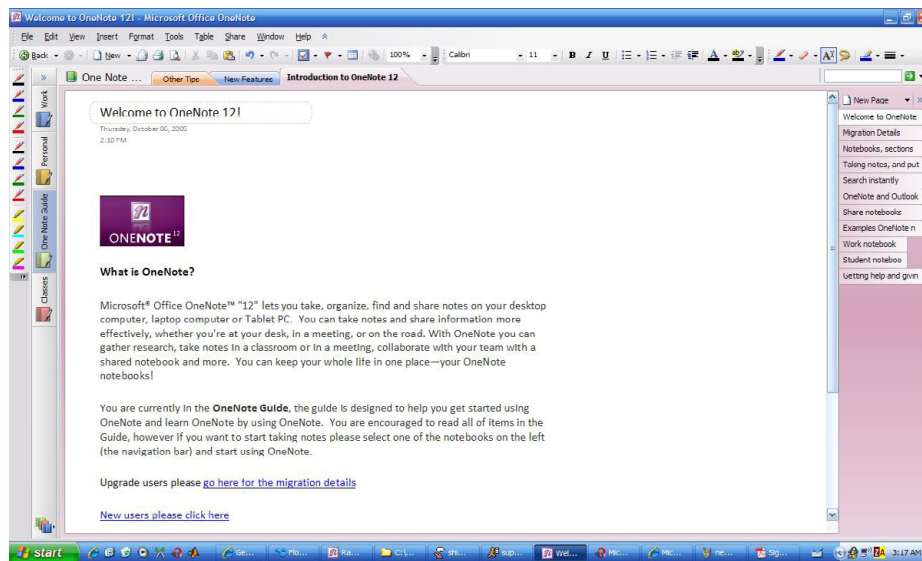 Welcome to OneNote 12! - Microsoft Office OneNote
File Edit View Insert Format Tools Table Share Window Help
Back New 100% Calibri 11 B I U A
One Note ... Other Tips New Features Introduction to OneNote 12
Work
Personal
One Note Guide
Classes
Welcome to OneNote 12!
Thursday, October 06, 2005
2:10 PM
ONENOTE 12
What is OneNote?
Microsoft® Office OneNote™ "12" lets you take, organize, find and share notes on your desktop
computer, laptop computer or Tablet PC. You can take notes and share information more
effectively, whether you're at your desk, in a meeting, or on the road. With OneNote you can
gather research, take notes in a classroom or in a meeting, collaborate with your team with a
shared notebook and more. You can keep your whole life in one place—your OneNote
notebooks!
You are currently in the OneNote Guide, the guide is designed to help you get started using
OneNote and learn OneNote by using OneNote. You are encouraged to read all of items in the
Guide, however if you want to start taking notes please select one of the notebooks on the left
(the navigation bar) and start using OneNote.
Upgrade users please go here for the migration details
New users please click here
New Page
Welcome to OneNote
Migration Details
Notebooks, sections
Taking notes, and put
Search instantly
OneNote and Outlook
Share notebooks
Examples OneNote n
Work notebook
Student noteboo
Getting help and givin
start Ge... Flo... Ra... C:\... shi... sup... Wel... Mic... Mic... ne... Sig... 3:17 AM